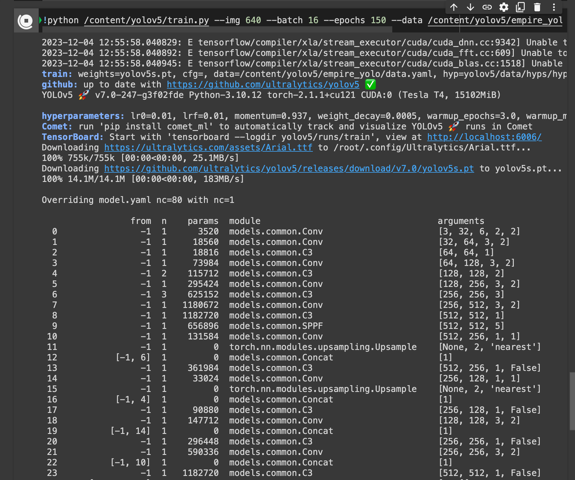 !python /content/yolov5/train.py --img 640 --batch 16 --epochs 150 --data /content/yolov5/empire_yol
2023-12-04 12:55:58.040829: E tensorflow/compiler/xla/stream_executor/cuda/cuda_dnn.cc:9342] Unable t
2023-12-04 12:55:58.040892: E tensorflow/compiler/xla/stream_executor/cuda/cuda_fft.cc:609] Unable to
2023-12-04 12:55:58.040945: E tensorflow/compiler/xla/stream_executor/cuda/cuda_blas.cc:1518] Unable
train: weights=yolov5s.pt, cfg=, data=/content/yolov5/empire_yolo/data.yaml, hyp=yolov5/data/hyps/hyp
github: up to date with https://github.com/ultralytics/yolov5 ✅
YOLOv5 🚀 v7.0-247-g3f02fde Python-3.10.12 torch-2.1.1+cu121 CUDA:0 (Tesla T4, 15102MiB)
hyperparameters: lr0=0.01, lrf=0.01, momentum=0.937, weight_decay=0.0005, warmup_epochs=3.0, warmup_m
Comet: run 'pip install comet_ml' to automatically track and visualize YOLOv5 🚀 runs in Comet
TensorBoard: Start with 'tensorboard --logdir yolov5/runs/train', view at http://localhost:6006/
Downloading https://ultralytics.com/assets/Arial.ttf to /root/.config/Ultralytics/Arial.ttf...
100% 755k/755k [00:00<00:00, 25.1MB/s]
Downloading https://github.com/ultralytics/yolov5/releases/download/v7.0/yolov5s.pt to yolov5s.pt...
100% 14.1M/14.1M [00:00<00:00, 183MB/s]
Overriding model.yaml nc=80 with nc=1
from n params module arguments
0 -1 1 3520 models.common.Conv [3, 32, 6, 2, 2]
1 -1 1 18560 models.common.Conv [32, 64, 3, 2]
2 -1 1 18816 models.common.C3 [64, 64, 1]
3 -1 1 73984 models.common.Conv [64, 128, 3, 2]
4 -1 2 115712 models.common.C3 [128, 128, 2]
5 -1 1 295424 models.common.Conv [128, 256, 3, 2]
6 -1 3 625152 models.common.C3 [256, 256, 3]
7 -1 1 1180672 models.common.Conv [256, 512, 3, 2]
8 -1 1 1182720 models.common.C3 [512, 512, 1]
9 -1 1 656896 models.common.SPPF [512, 512, 5]
10 -1 1 131584 models.common.Conv [512, 256, 1, 1]
11 -1 1 0 torch.nn.modules.upsampling.Upsample [None, 2, 'nearest']
12 [-1, 6] 1 0 models.common.Concat [1]
13 -1 1 361984 models.common.C3 [512, 256, 1, False]
14 -1 1 33024 models.common.Conv [256, 128, 1, 1]
15 -1 1 0 torch.nn.modules.upsampling.Upsample [None, 2, 'nearest']
16 [-1, 4] 1 0 models.common.Concat [1]
17 -1 1 90880 models.common.C3 [256, 128, 1, False]
18 -1 1 147712 models.common.Conv [128, 128, 3, 2]
19 [-1, 14] 1 0 models.common.Concat [1]
20 -1 1 296448 models.common.C3 [256, 256, 1, False]
21 -1 1 590336 models.common.Conv [256, 256, 3, 2]
22 [-1, 10] 1 0 models.common.Concat [1]
23 -1 1 1182720 models.common.C3 [512, 512, 1, False]